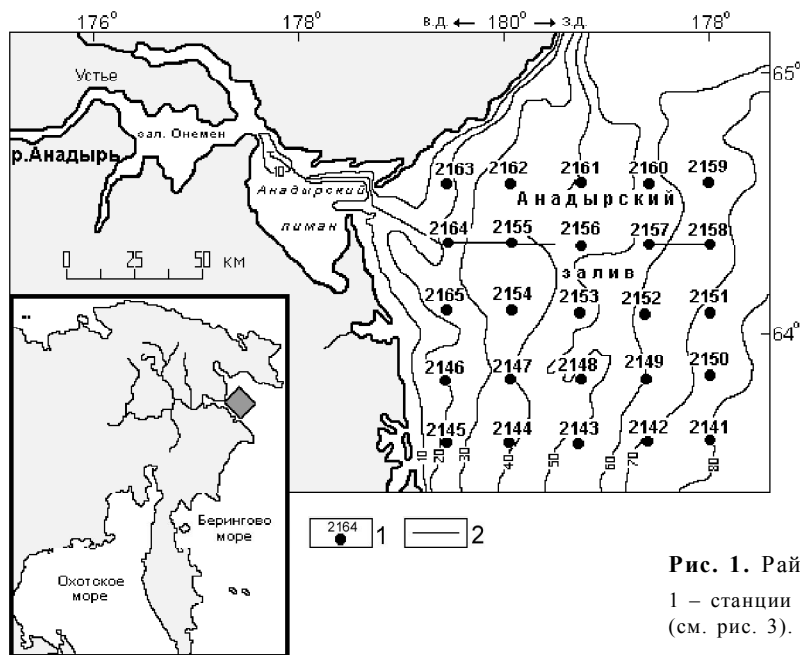 176° 178° в.д. ← 180° → з.д. 178°
65°
Устье
зал. Онемен
р.Анадырь
10
Анадырский
лиман
2163 2162 2161 2160 2159
Анадырский
2164 2155 2156 2157 2158
залив
0 25 50 км
2165 2154 2153 2152 2151
64°
2146 2147 2148 2149 2150
2145 2144 2143 2142 2141
10 20 30 40 50 60 70 80
Берингово
море
Охотское
море
2164 1 2
Рис. 1. Рай
1 – станции
(см. рис. 3).